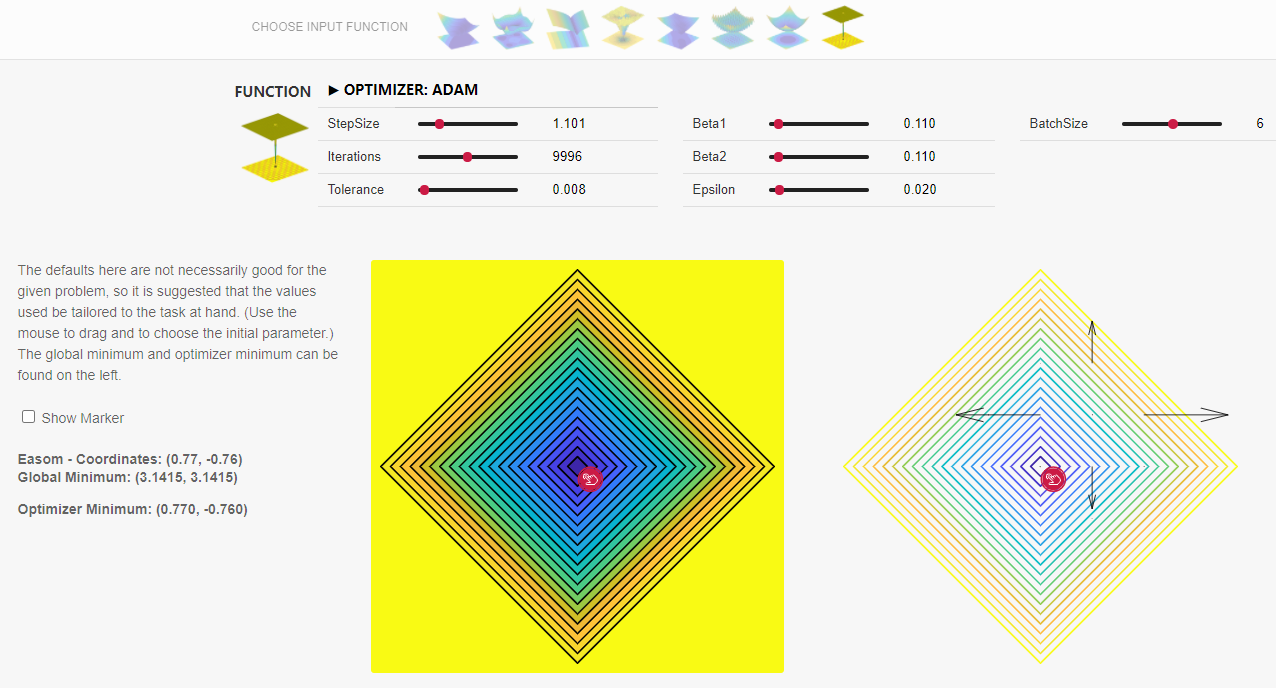 CHOOSE INPUT FUNCTION
FUNCTION
▶ OPTIMIZER: ADAM
StepSize 1.101
Beta1 0.110
BatchSize 6
Iterations 9996
Beta2 0.110
Tolerance 0.008
Epsilon 0.020
The defaults here are not necessarily good for the
given problem, so it is suggested that the values
used be tailored to the task at hand. (Use the
mouse to drag and to choose the initial parameter.)
The global minimum and optimizer minimum can be
found on the left.
Show Marker
Easom - Coordinates: (0.77, -0.76)
Global Minimum: (3.1415, 3.1415)
Optimizer Minimum: (0.770, -0.760)